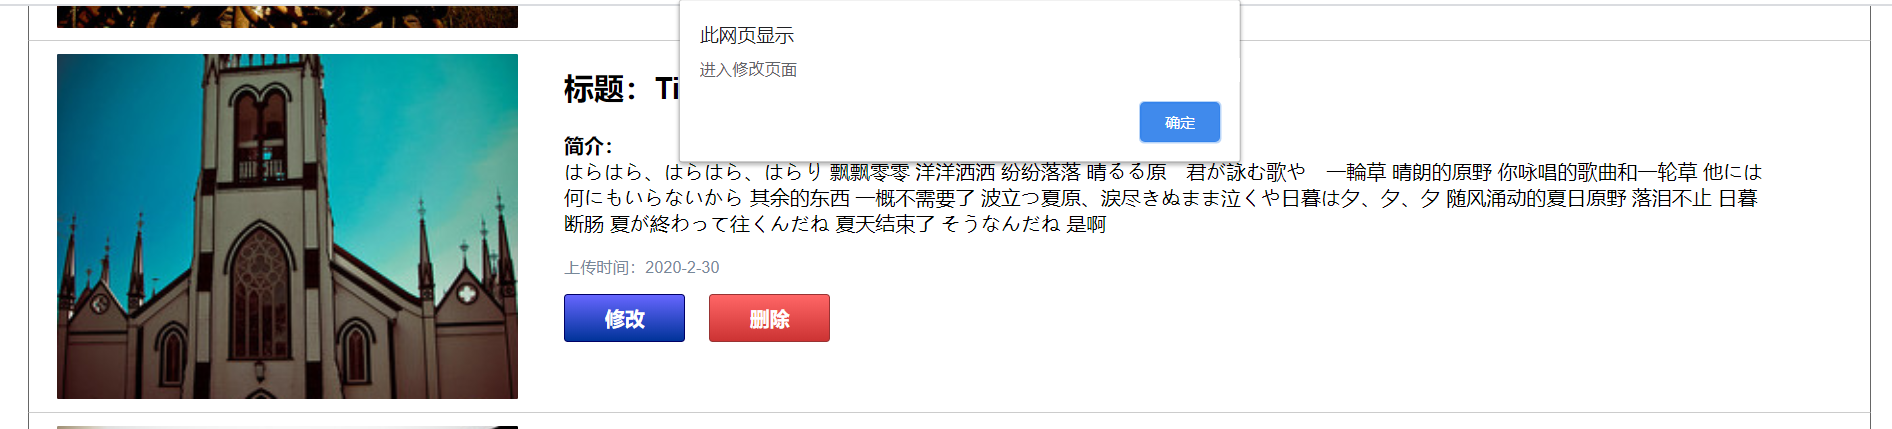 此网页显示
进入修改页面
确定
标题：Ti
简介：
はらはら、はらはら、はらり 飘飘零零 洋洋洒洒 纷纷落落 晴るる原　君が詠む歌や　一輪草 晴朗的原野 你咏唱的歌曲和一轮草 他には
何にもいらないから 其余的东西 一概不需要了 波立つ夏原、涙尽きぬまま泣くや日暮は夕、夕、夕 随风涌动的夏日原野 落泪不止 日暮
断肠 夏が終わって往くんだね 夏天结束了 そうなんだね 是啊
上传时间：2020-2-30
修改 删除